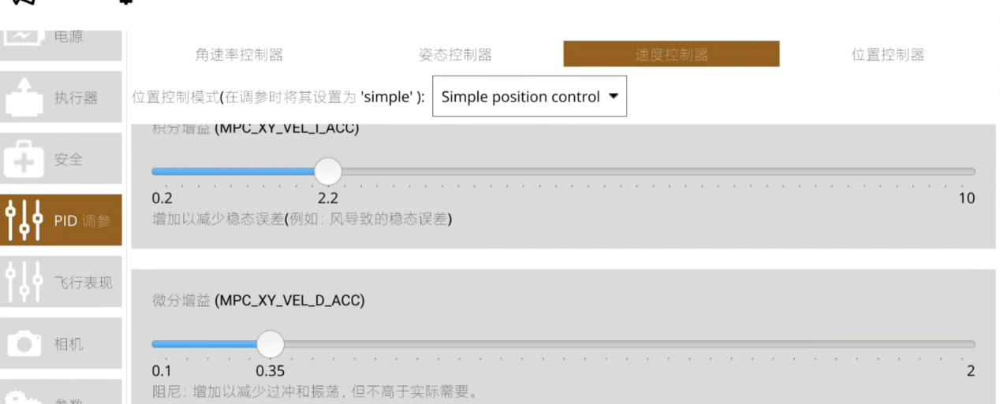 电源
角速率控制器 姿态控制器 速度控制器 位置控制器
执行器
位置控制模式(在调参时将其设置为 'simple' ): Simple position control
积分增益 (MPC_XY_VEL_I_ACC)
安全
0.2 2.2 10
PID 调参
增加以减少稳态误差(例如: 风导致的稳态误差)
飞行表现
微分增益 (MPC_XY_VEL_D_ACC)
相机
0.1 0.35 2
阻尼: 增加以减少过冲和振荡, 但不高于实际需要。
参数